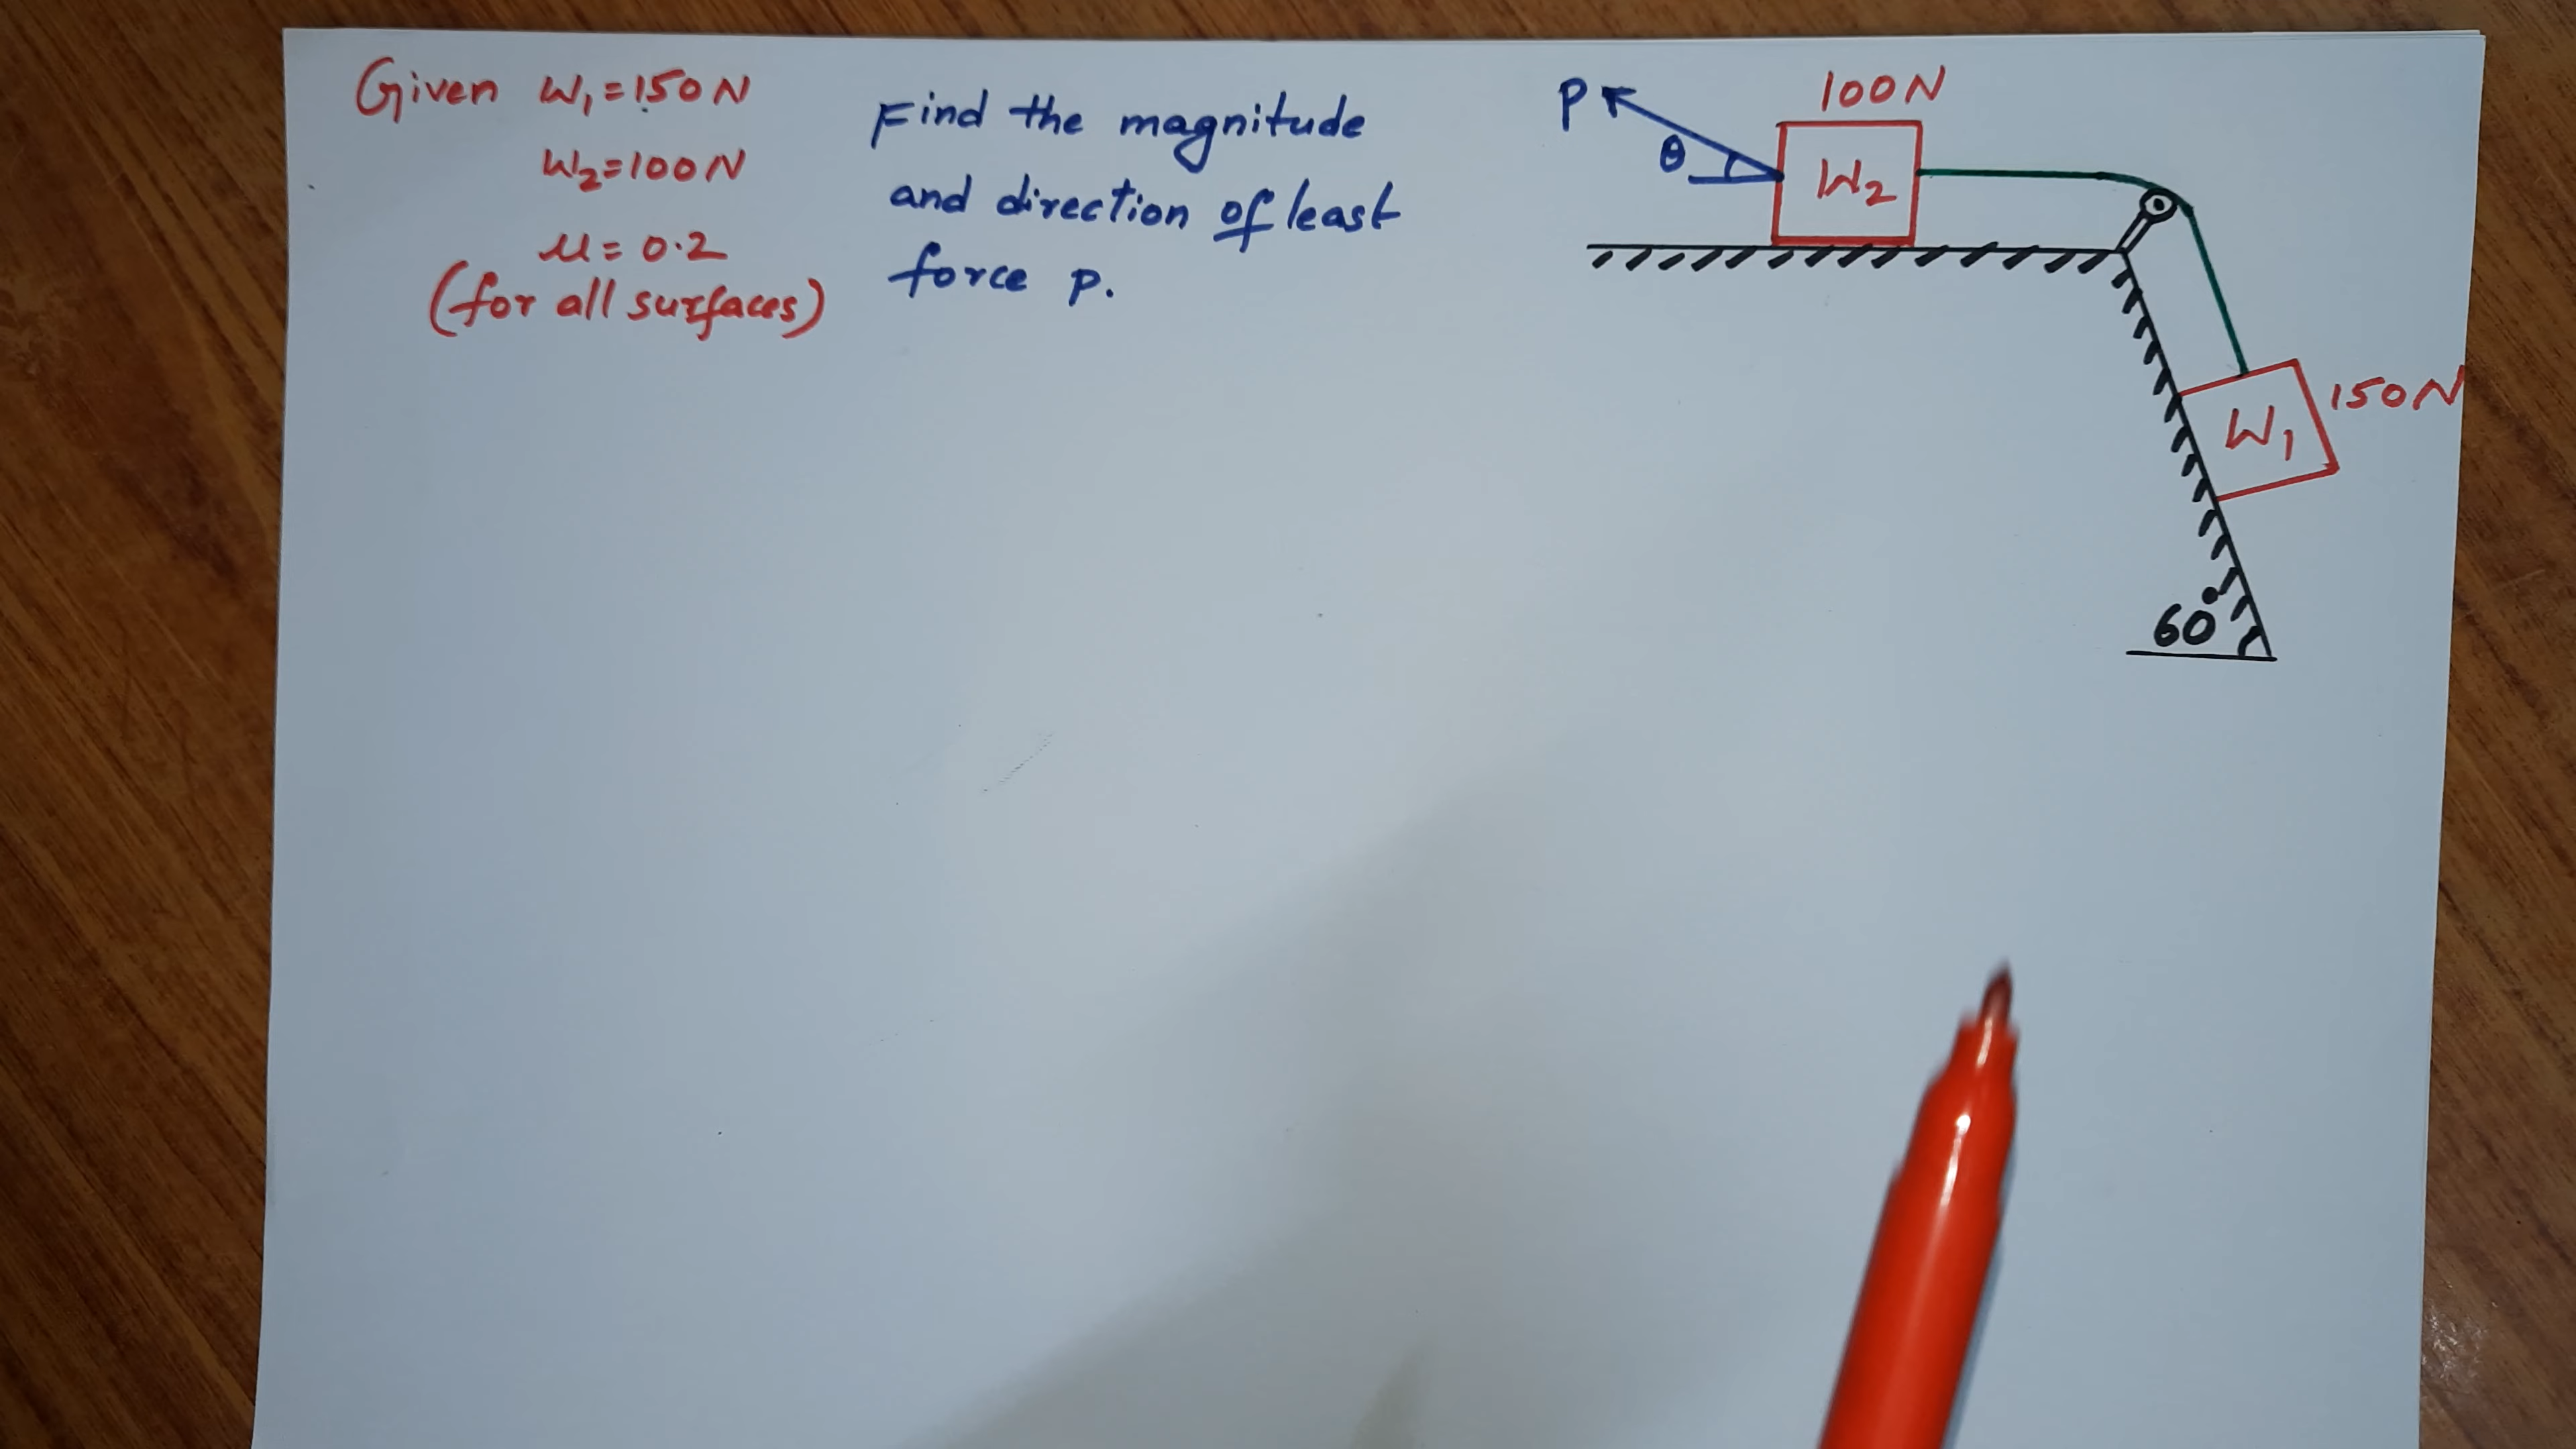 Given W₁=150N
W₂=100N
μ= 0.2
(for all surfaces)
Find the magnitude
and direction of least
force P.
100N
P
θ
W₂
150N
W₁
60°